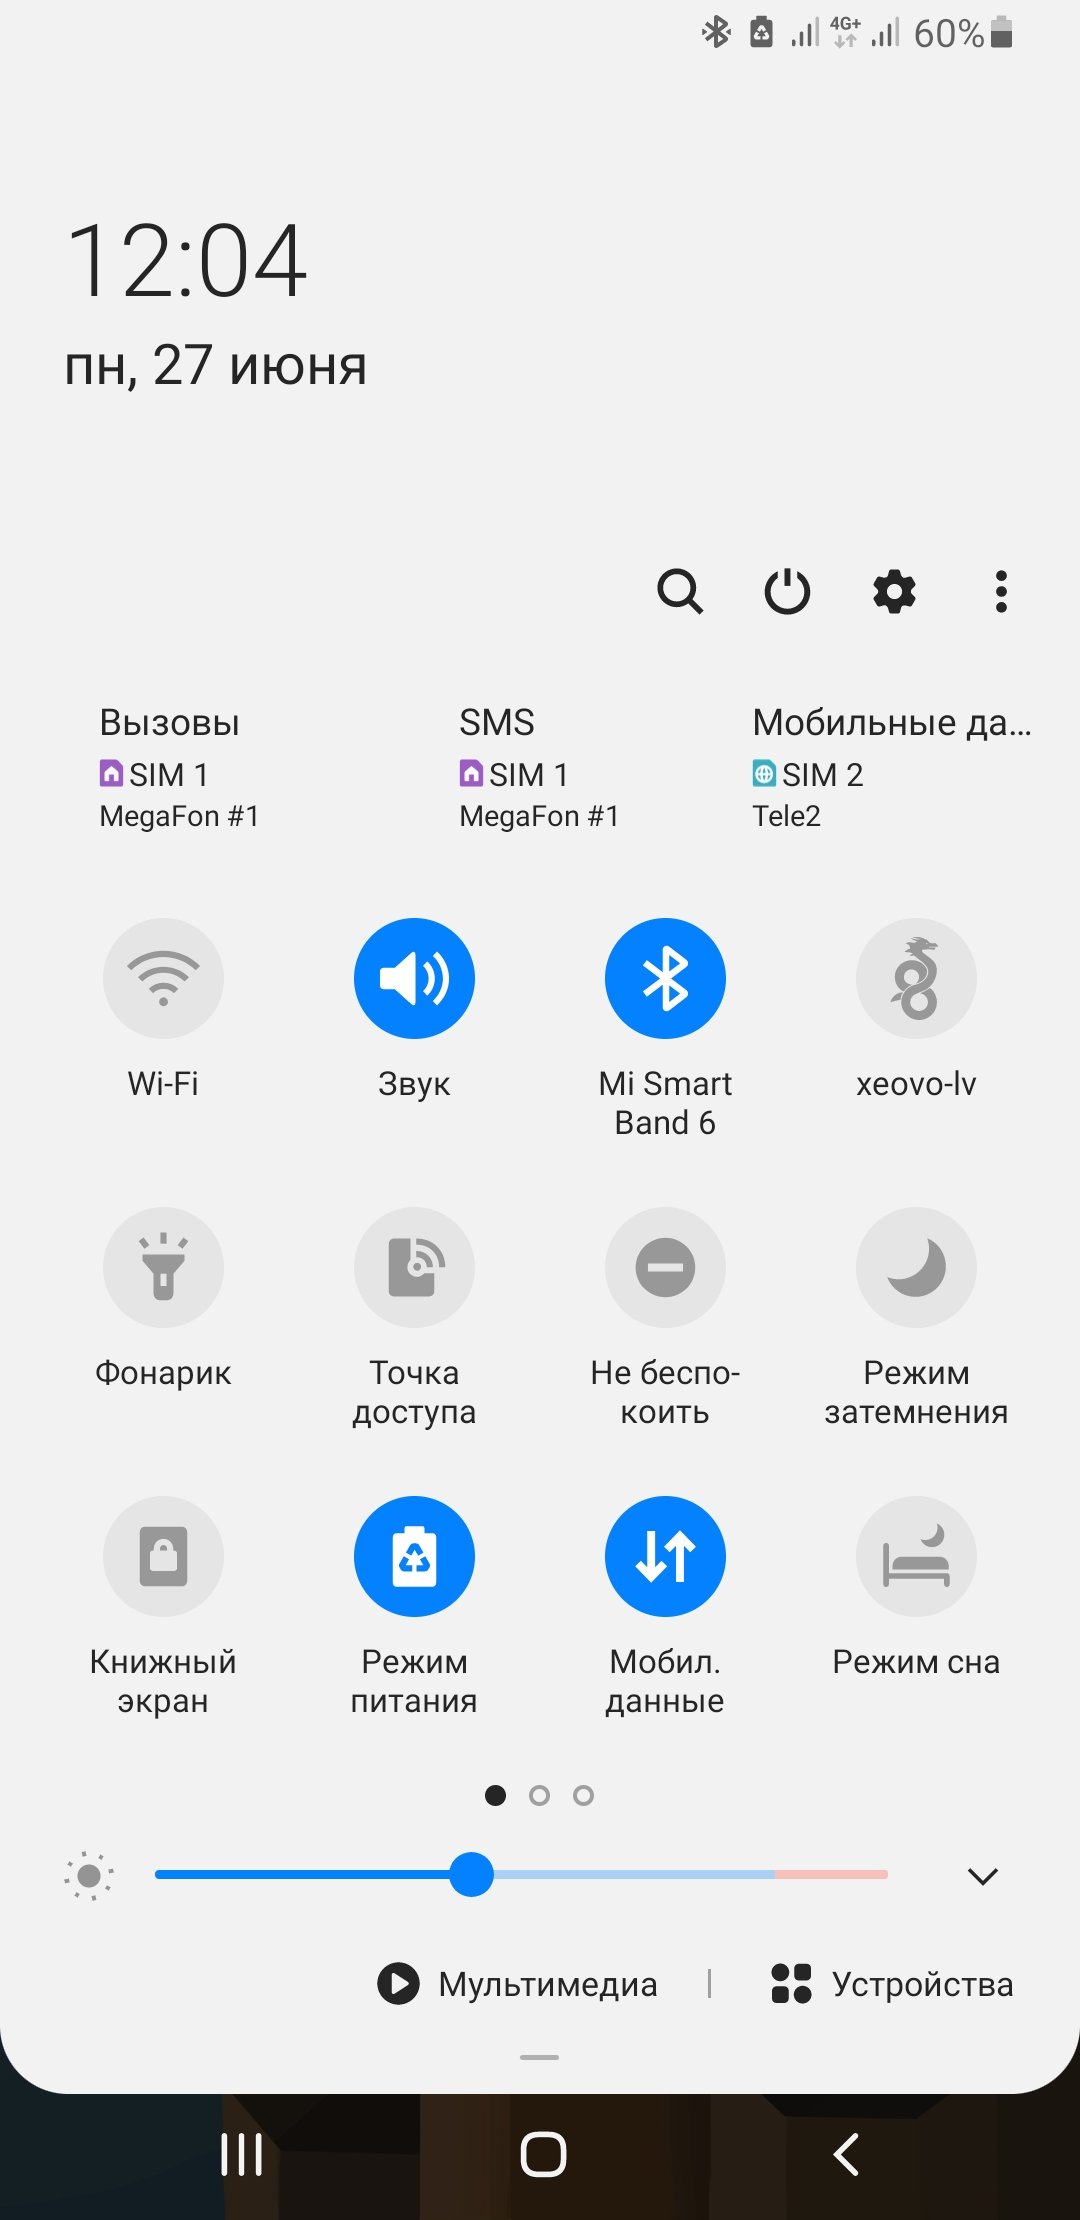 4G+
60%
12:04
пн, 27 июня
Вызовы
SMS
Мобильные да...
SIM 1
SIM 1
SIM 2
MegaFon #1
MegaFon #1
Tele2
Wi-Fi
Звук
Mi Smart
Band 6
xeovo-lv
Фонарик
Точка
доступа
Не беспо-
коить
Режим
затемнения
Книжный
экран
Режим
питания
Мобил.
данные
Режим сна
Мультимедиа
Устройства